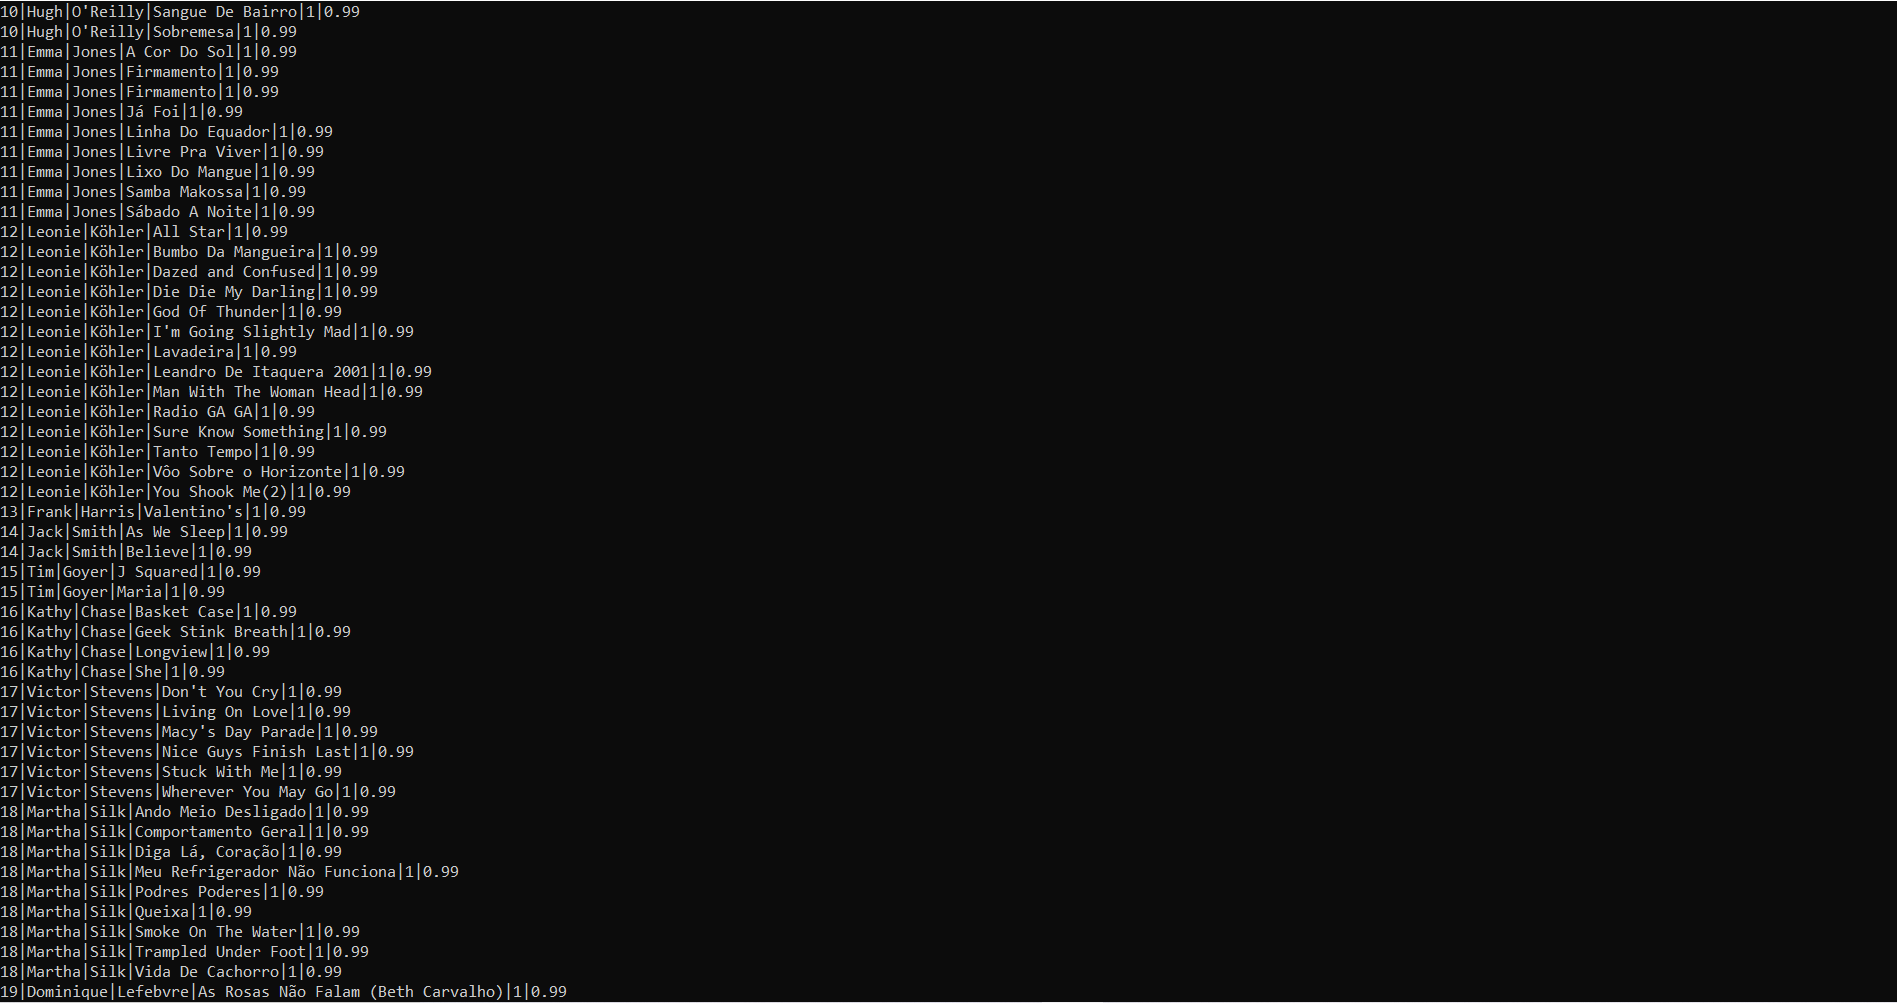 10|Hugh|O'Reilly|Sangue De Bairro|1|0.99
10|Hugh|O'Reilly|Sobremesa|1|0.99
11|Emma|Jones|A Cor Do Sol|1|0.99
11|Emma|Jones|Firmamento|1|0.99
11|Emma|Jones|Firmamento|1|0.99
11|Emma|Jones|Já Foi|1|0.99
11|Emma|Jones|Linha Do Equador|1|0.99
11|Emma|Jones|Livre Pra Viver|1|0.99
11|Emma|Jones|Lixo Do Mangue|1|0.99
11|Emma|Jones|Samba Makossa|1|0.99
11|Emma|Jones|Sábado A Noite|1|0.99
12|Leonie|Köhler|All Star|1|0.99
12|Leonie|Köhler|Bumbo Da Mangueira|1|0.99
12|Leonie|Köhler|Dazed and Confused|1|0.99
12|Leonie|Köhler|Die Die My Darling|1|0.99
12|Leonie|Köhler|God Of Thunder|1|0.99
12|Leonie|Köhler|I'm Going Slightly Mad|1|0.99
12|Leonie|Köhler|Lavadeira|1|0.99
12|Leonie|Köhler|Leandro De Itaquera 2001|1|0.99
12|Leonie|Köhler|Man With The Woman Head|1|0.99
12|Leonie|Köhler|Radio GA GA|1|0.99
12|Leonie|Köhler|Sure Know Something|1|0.99
12|Leonie|Köhler|Tanto Tempo|1|0.99
12|Leonie|Köhler|Vôo Sobre o Horizonte|1|0.99
12|Leonie|Köhler|You Shook Me(2)|1|0.99
13|Frank|Harris|Valentino's|1|0.99
14|Jack|Smith|As We Sleep|1|0.99
14|Jack|Smith|Believe|1|0.99
15|Tim|Goyer|J Squared|1|0.99
15|Tim|Goyer|Maria|1|0.99
16|Kathy|Chase|Basket Case|1|0.99
16|Kathy|Chase|Geek Stink Breath|1|0.99
16|Kathy|Chase|Longview|1|0.99
16|Kathy|Chase|She|1|0.99
17|Victor|Stevens|Don't You Cry|1|0.99
17|Victor|Stevens|Living On Love|1|0.99
17|Victor|Stevens|Macy's Day Parade|1|0.99
17|Victor|Stevens|Nice Guys Finish Last|1|0.99
17|Victor|Stevens|Stuck With Me|1|0.99
17|Victor|Stevens|Wherever You May Go|1|0.99
18|Martha|Silk|Ando Meio Desligado|1|0.99
18|Martha|Silk|Comportamento Geral|1|0.99
18|Martha|Silk|Diga Lá, Coração|1|0.99
18|Martha|Silk|Meu Refrigerador Não Funciona|1|0.99
18|Martha|Silk|Podres Poderes|1|0.99
18|Martha|Silk|Queixa|1|0.99
18|Martha|Silk|Smoke On The Water|1|0.99
18|Martha|Silk|Trampled Under Foot|1|0.99
18|Martha|Silk|Vida De Cachorro|1|0.99
19|Dominique|Lefebvre|As Rosas Não Falam (Beth Carvalho)|1|0.99